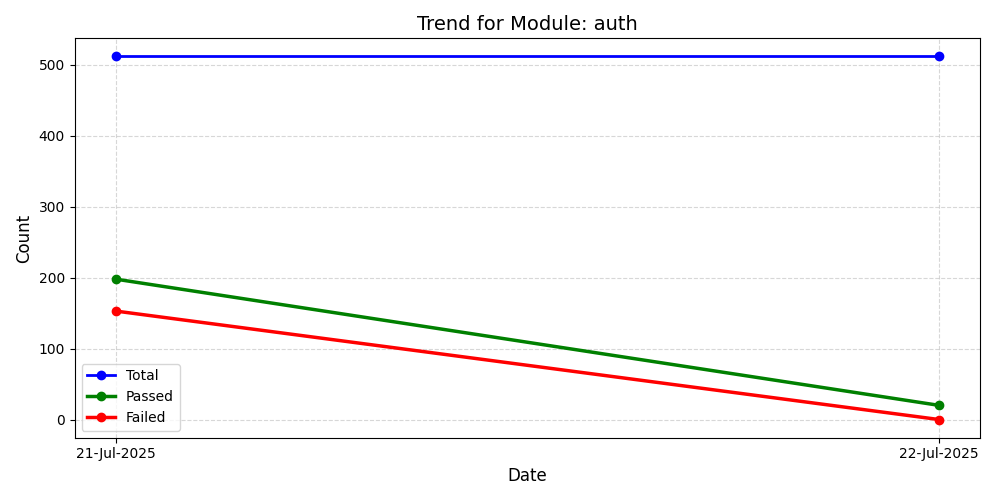 Trend for Module: auth
Count
500
400
300
200
100
0
Total
Passed
Failed
21-Jul-2025
22-Jul-2025
Date